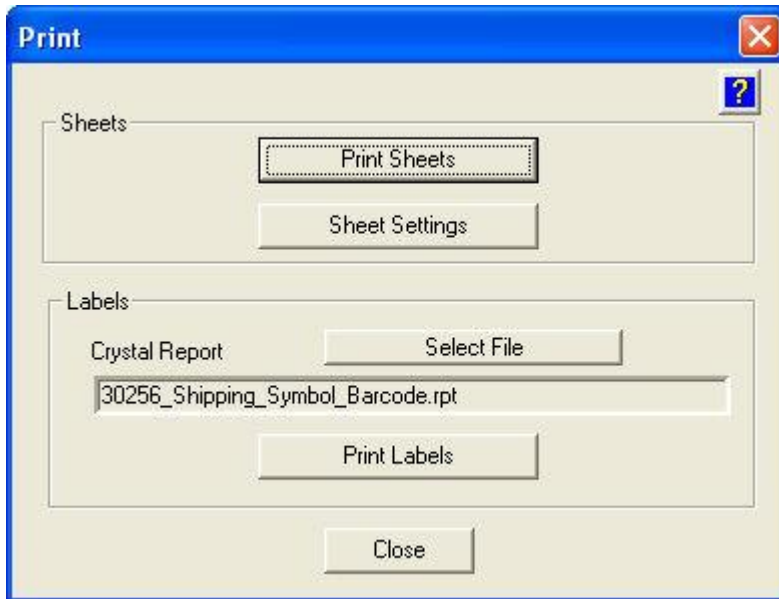 Print
?
Sheets
Print Sheets
Sheet Settings
Labels
Crystal Report
Select File
30256_Shipping_Symbol_Barcode.rpt
Print Labels
Close